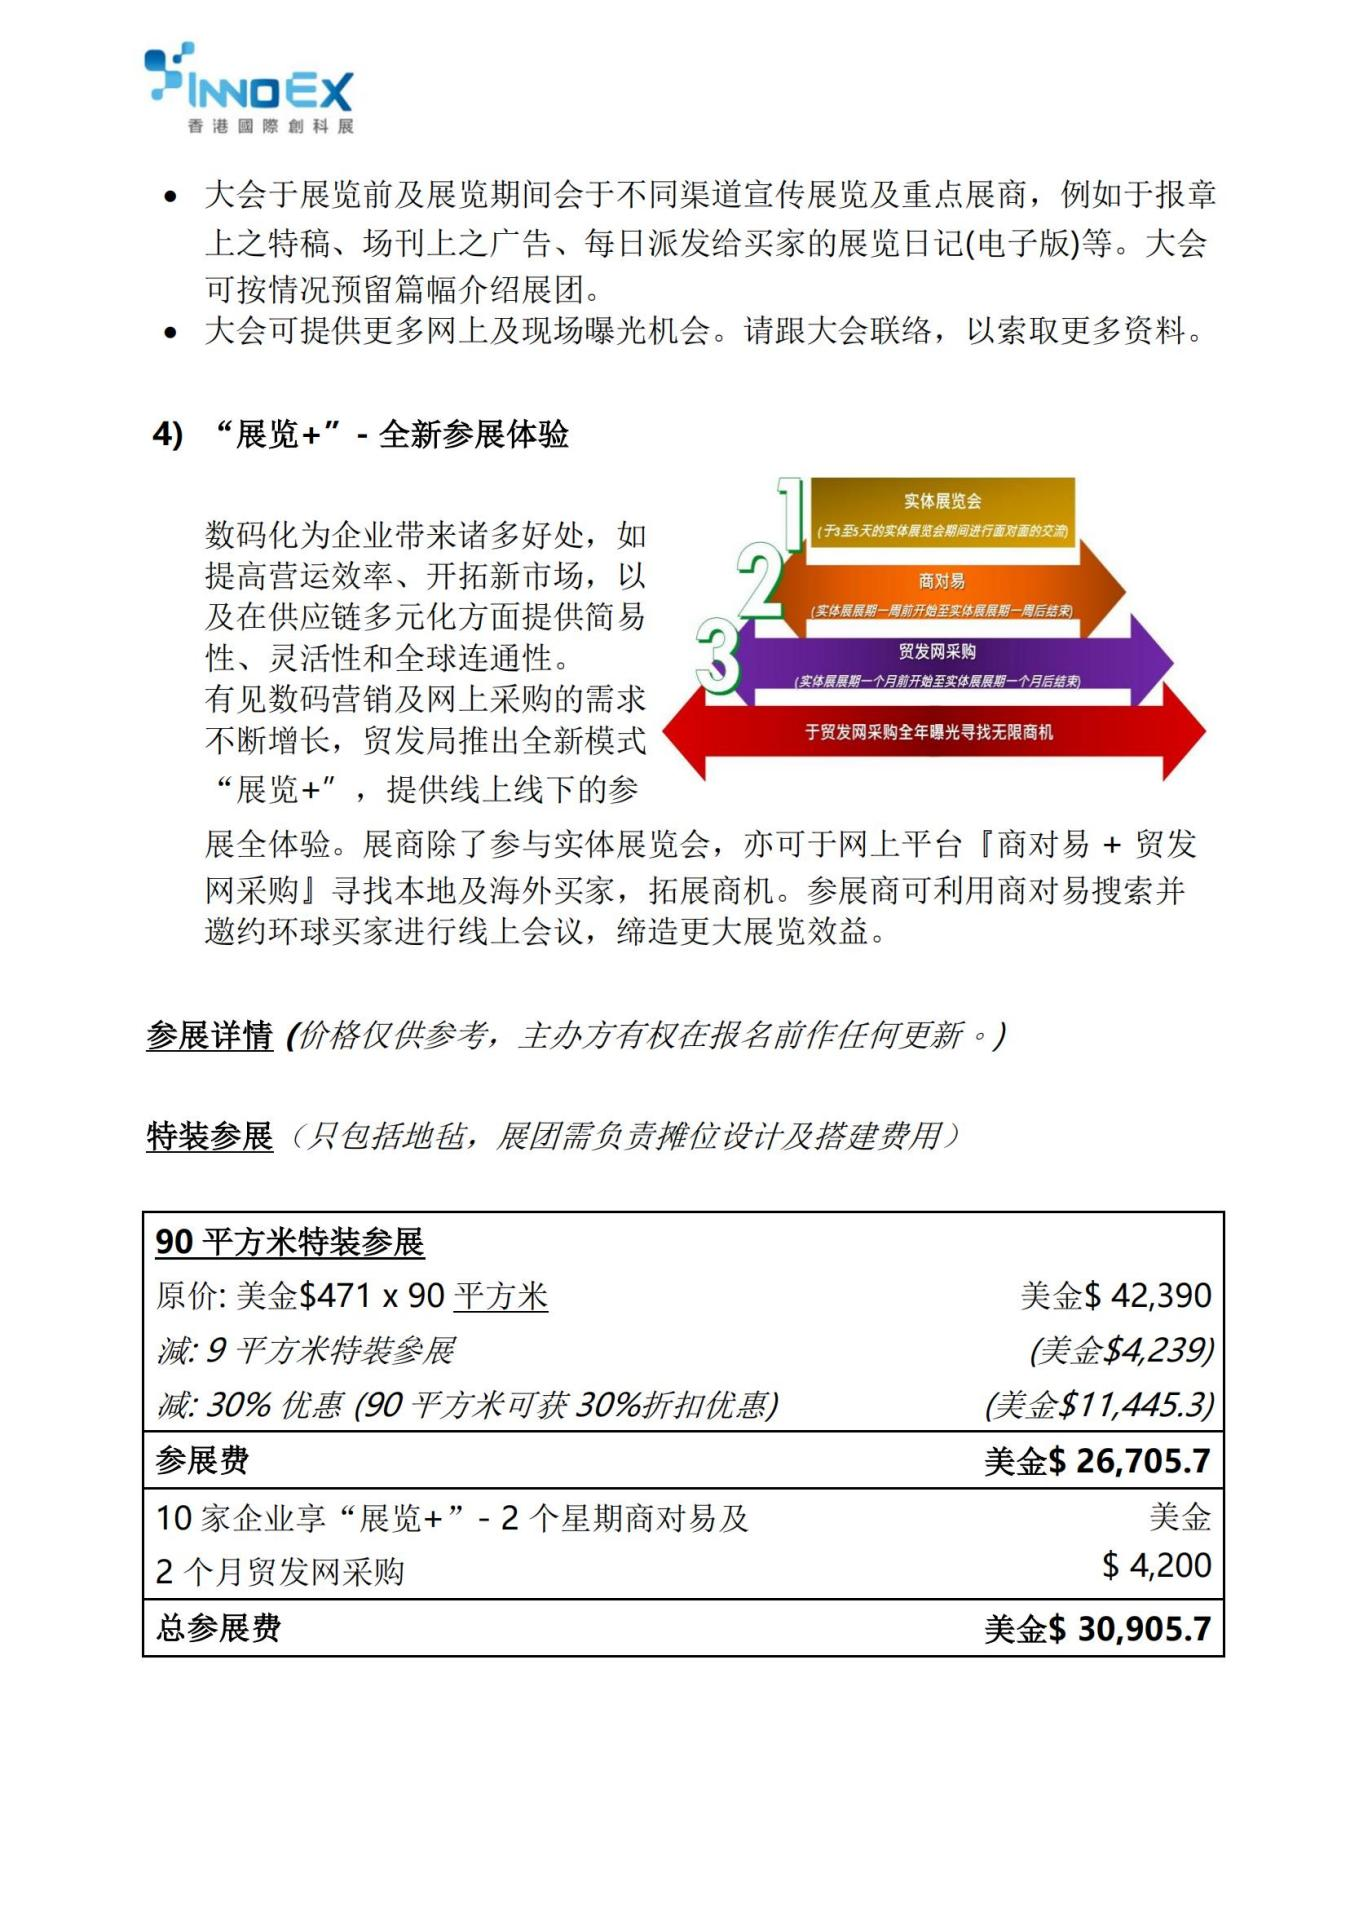 INNOEX
香港國際創科展
• 大会于展览前及展览期间会于不同渠道宣传展览及重点展商，例如于报章
上之特稿、场刊上之广告、每日派发给买家的展览日记(电子版)等。大会
可按情况预留篇幅介绍展团。
• 大会可提供更多网上及现场曝光机会。请跟大会联络，以索取更多资料。
4) “展览+” - 全新参展体验
数码化为企业带来诸多好处，如
提高营运效率、开拓新市场，以
及在供应链多元化方面提供简易
性、灵活性和全球连通性。
有见数码营销及网上采购的需求
不断增长，贸发局推出全新模式
“展览+”，提供线上线下的参
1
实体展览会
(于3至5天的实体展览会期间进行面对面的交流)
2
商对易
(实体展展期一周前开始至实体展展期一周后结束)
3
贸发网采购
(实体展展期一个月前开始至实体展展期一个月后结束)
于贸发网采购全年曝光寻找无限商机
展全体验。展商除了参与实体展览会，亦可于网上平台『商对易 + 贸发
网采购』寻找本地及海外买家，拓展商机。参展商可利用商对易搜索并
邀约环球买家进行线上会议，缔造更大展览效益。
参展详情 (价格仅供参考，主办方有权在报名前作任何更新。)
特装参展（只包括地毡，展团需负责摊位设计及搭建费用）
90 平方米特装参展
原价: 美金$471 x 90 平方米 美金$ 42,390
减: 9 平方米特装參展 (美金$4,239)
减: 30% 优惠 (90 平方米可获 30%折扣优惠) (美金$11,445.3)
参展费 美金$ 26,705.7
10 家企业享“展览+”- 2 个星期商对易及 美金
2 个月贸发网采购 $ 4,200
总参展费 美金$ 30,905.7